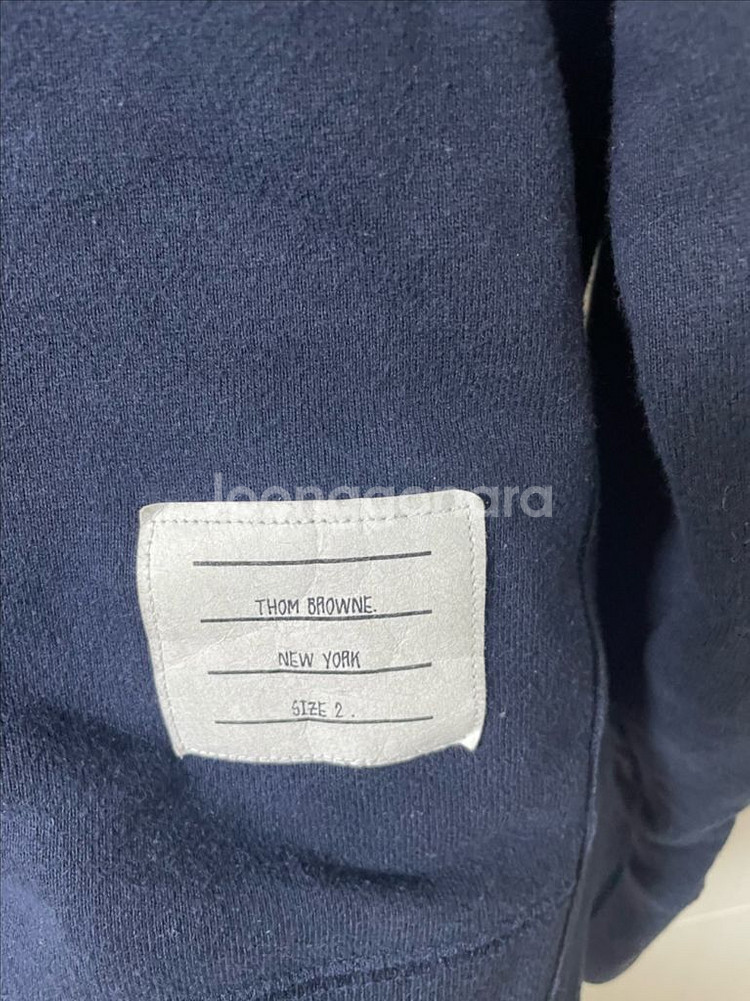 joonggonara
THOM BROWNE.
NEW YORK
SIZE 2 .